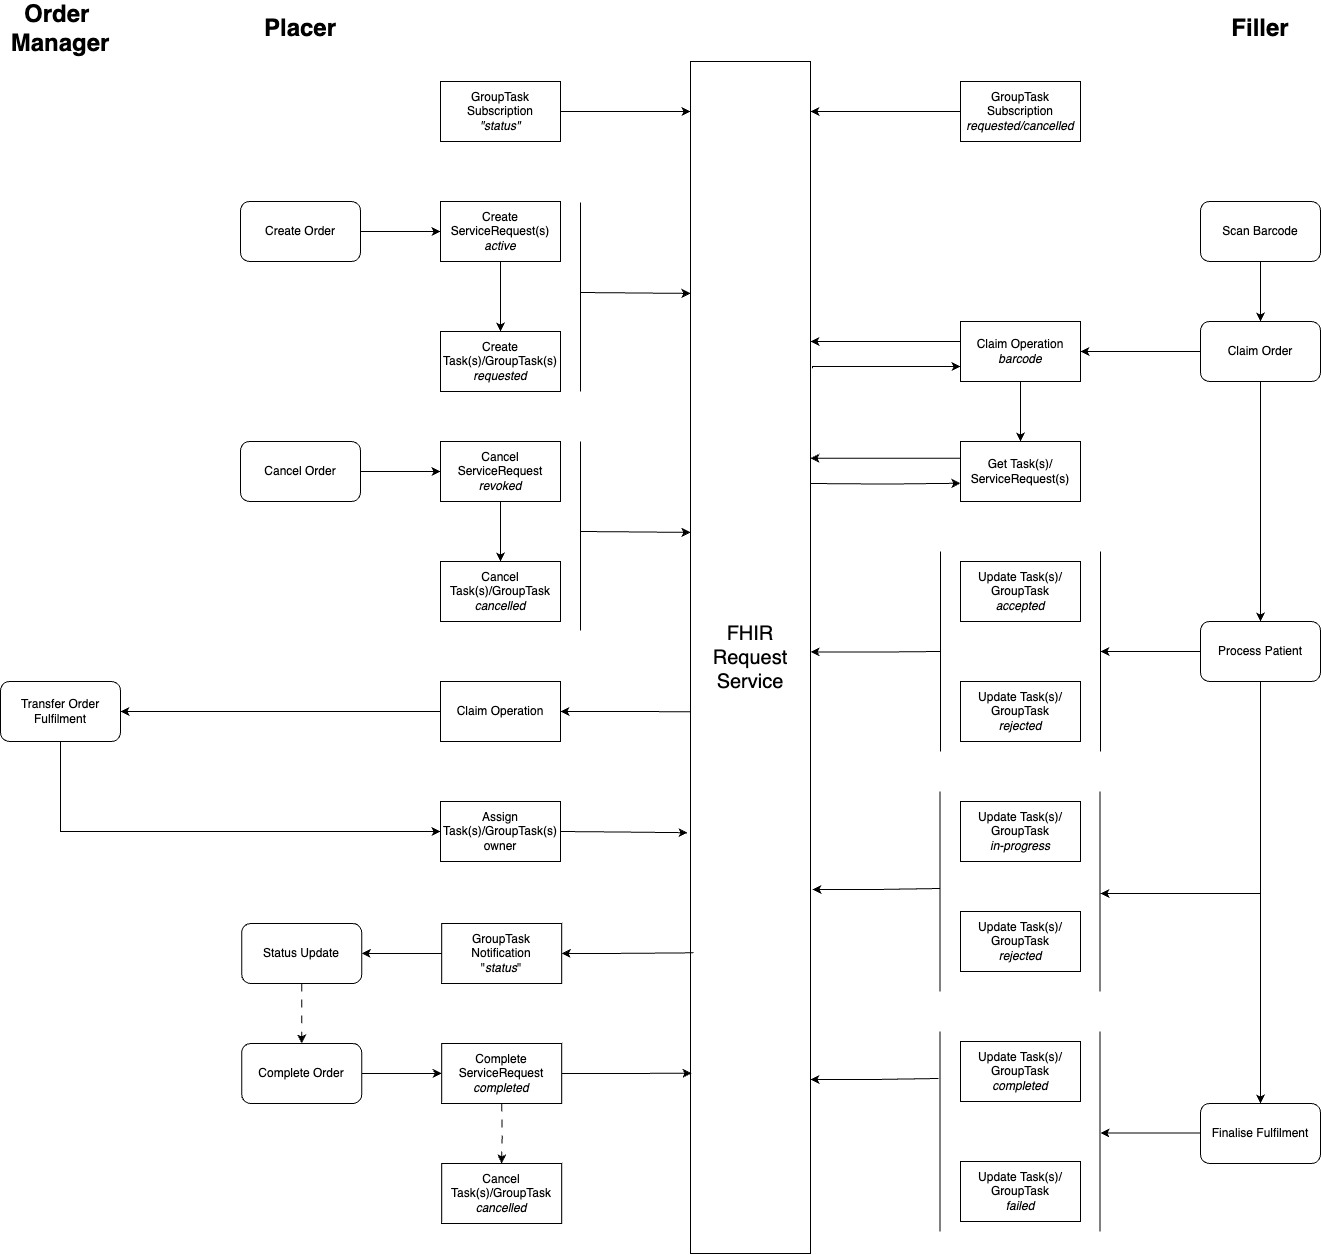 Order
Manager
Placer
Filler
GroupTask
Subscription
"status"
GroupTask
Subscription
requested/cancelled
Create Order
Create
ServiceRequest(s)
active
Scan Barcode
Create
Task(s)/GroupTask(s)
requested
Claim Operation
barcode
Claim Order
Cancel Order
Cancel
ServiceRequest
revoked
Get Task(s)/
ServiceRequest(s)
Cancel
Task(s)/GroupTask
cancelled
Update Task(s)/
GroupTask
accepted
FHIR
Request
Service
Process Patient
Transfer Order
Fulfilment
Claim Operation
Update Task(s)/
GroupTask
rejected
Assign
Task(s)/GroupTask(s)
owner
Update Task(s)/
GroupTask
in-progress
Status Update
GroupTask
Notification
"status"
Update Task(s)/
GroupTask
rejected
Complete Order
Complete
ServiceRequest
completed
Update Task(s)/
GroupTask
completed
Finalise Fulfilment
Cancel
Task(s)/GroupTask
cancelled
Update Task(s)/
GroupTask
failed